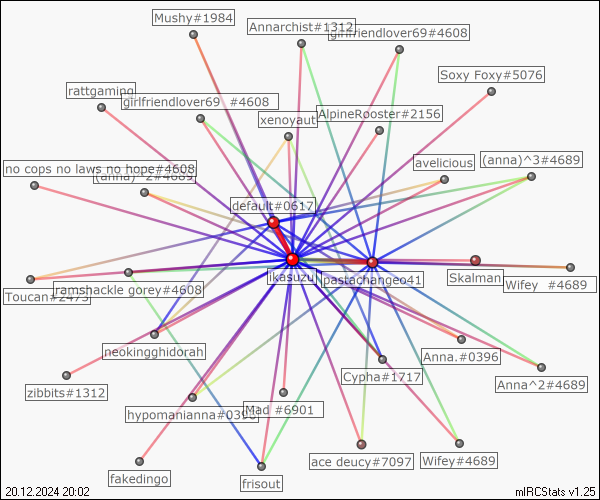 Mushy#1984
Annarchist#1312
girlfriendlover69#4608
Soxy Foxy#5076
rattgaming
girlfriendlover69 #4608
xenoyaut
AlpineRooster#2156
no cops no laws no hope#4608
(anna)^2#4689
avelicious
(anna)^3#4689
default#0617
Toucan#2473
ramshackle gorey#4608
ikasuzu
pastachangeo41
Skalman
Wifey #4689
neokingghidorah
Cypha#1717
Anna.#0396
Anna^2#4689
zibbits#1312
hypomanianna#0396
Mad #6901
fakedingo
frisout
ace deucy#7097
Wifey#4689
20.12.2024 20:02
mIRCStats v1.25